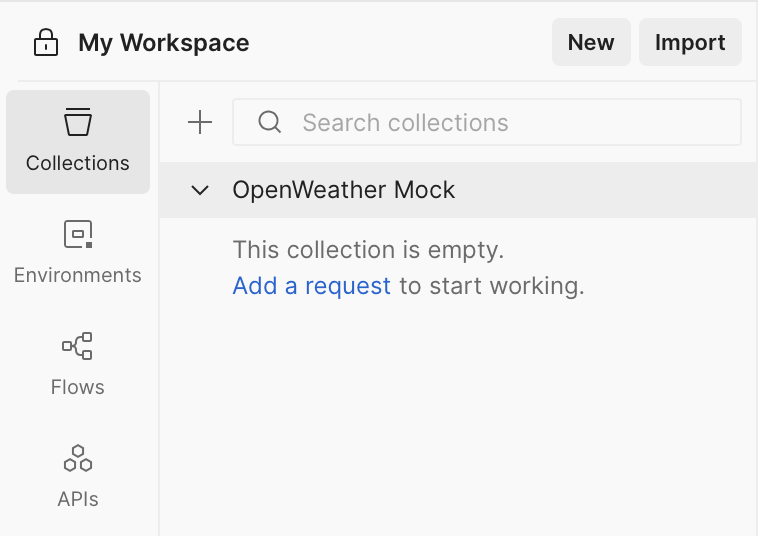 My Workspace
New
Import
Collections
Search collections
OpenWeather Mock
This collection is empty.
Add a request to start working.
Environments
Flows
APIs